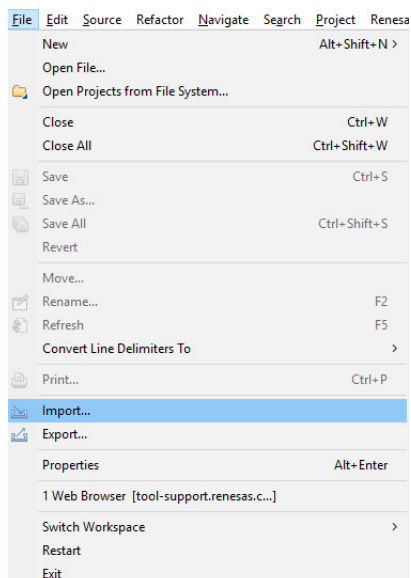 File Edit Source Refactor Navigate Search Project Renesa
New Alt+Shift+N >
Open File...
Open Projects from File System...
Close Ctrl+W
Close All Ctrl+Shift+W
Save Ctrl+S
Save As...
Save All Ctrl+Shift+S
Revert
Move...
Rename... F2
Refresh F5
Convert Line Delimiters To >
Print... Ctrl+P
Import...
Export...
Properties Alt+Enter
1 Web Browser [tool-support.renesas.c...]
Switch Workspace >
Restart
Exit